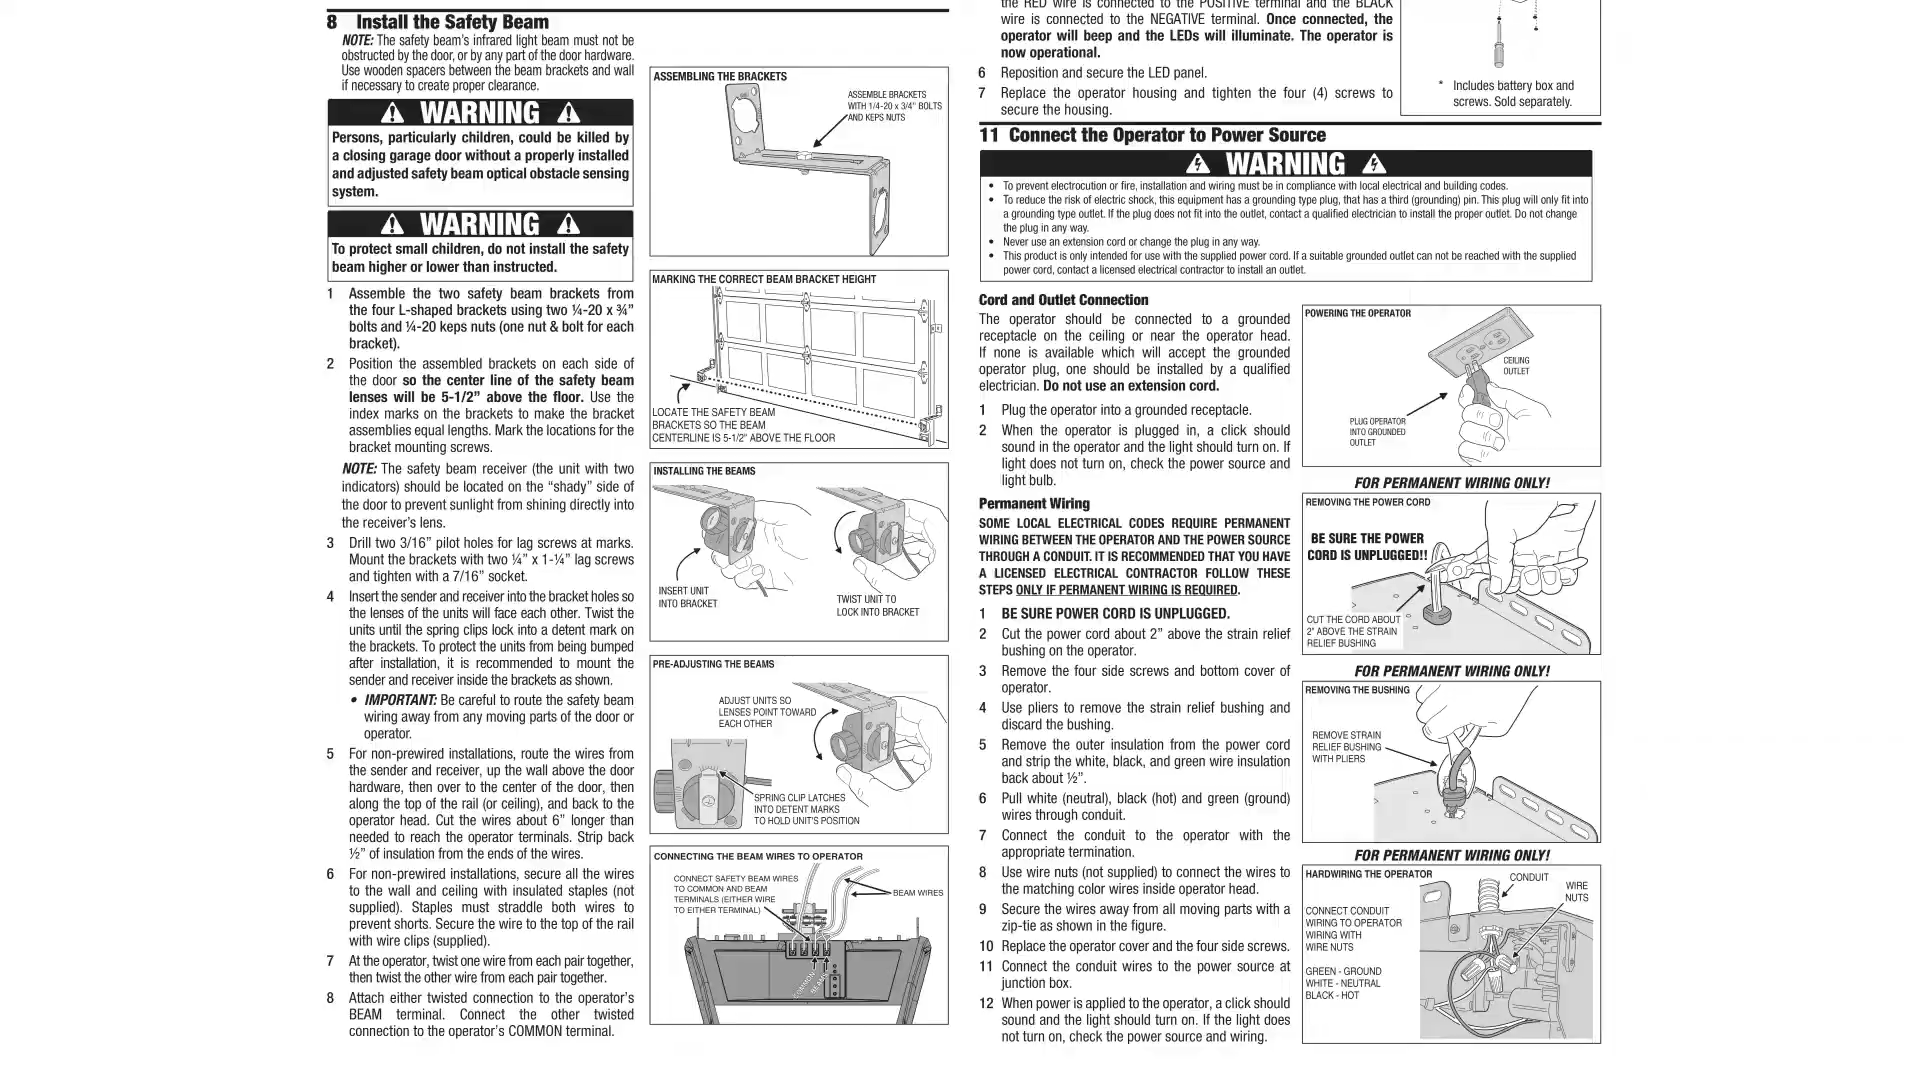 8 Install the Safety Beam
NOTE: The safety beam's infrared light beam must not be
obstructed by the door, or by any part of the door hardware.
Use wooden spacers between the beam brackets and wall
if necessary to create proper clearance.
WARNING
Persons, particularly children, could be killed by
a closing garage door without a properly installed
and adjusted safety beam optical obstacle sensing
system.
WARNING
To protect small children, do not install the safety
beam higher or lower than instructed.
1 Assemble the two safety beam brackets from
the four L-shaped brackets using two ¼-20 x ¾”
bolts and ¼-20 keps nuts (one nut & bolt for each
bracket).
2 Position the assembled brackets on each side of
the door so the center line of the safety beam
lenses will be 5-1/2” above the floor. Use the
index marks on the brackets to make the bracket
assemblies equal lengths. Mark the locations for the
bracket mounting screws.
NOTE: The safety beam receiver (the unit with two
indicators) should be located on the “shady” side of
the door to prevent sunlight from shining directly into
the receiver's lens.
3 Drill two 3/16” pilot holes for lag screws at marks.
Mount the brackets with two ¼” x 1-¼” lag screws
and tighten with a 7/16” socket.
4 Insert the sender and receiver into the bracket holes so
the lenses of the units will face each other. Twist the
units until the spring clips lock into a detent mark on
the brackets. To protect the units from being bumped
after installation, it is recommended to mount the
sender and receiver inside the brackets as shown.
• IMPORTANT: Be careful to route the safety beam
wiring away from any moving parts of the door or
operator.
5 For non-prewired installations, route the wires from
the sender and receiver, up the wall above the door
hardware, then over to the center of the door, then
along the top of the rail (or ceiling), and back to the
operator head. Cut the wires about 6” longer than
needed to reach the operator terminals. Strip back
½” of insulation from the ends of the wires.
6 For non-prewired installations, secure all the wires
to the wall and ceiling with insulated staples (not
supplied). Staples must straddle both wires to
prevent shorts. Secure the wire to the top of the rail
with wire clips (supplied).
7 At the operator, twist one wire from each pair together,
then twist the other wire from each pair together.
8 Attach either twisted connection to the operator's
BEAM terminal. Connect the other twisted
connection to the operator's COMMON terminal.
ASSEMBLING THE BRACKETS
ASSEMBLE BRACKETS
WITH 1/4-20 x 3/4” BOLTS
AND KEPS NUTS
MARKING THE CORRECT BEAM BRACKET HEIGHT
LOCATE THE SAFETY BEAM
BRACKETS SO THE BEAM
CENTERLINE IS 5-1/2” ABOVE THE FLOOR
INSTALLING THE BEAMS
INSERT UNIT
INTO BRACKET
TWIST UNIT TO
LOCK INTO BRACKET
PRE-ADJUSTING THE BEAMS
ADJUST UNITS SO
LENSES POINT TOWARD
EACH OTHER
SPRING CLIP LATCHES
INTO DETENT MARKS
TO HOLD UNIT'S POSITION
CONNECTING THE BEAM WIRES TO OPERATOR
CONNECT SAFETY BEAM WIRES
TO COMMON AND BEAM
TERMINALS (EITHER WIRE
TO EITHER TERMINAL)
BEAM WIRES
COMMON
BEAM
the RED wire is connected to the POSITIVE terminal and the BLACK
wire is connected to the NEGATIVE terminal. Once connected, the
operator will beep and the LEDs will illuminate. The operator is
now operational.
6 Reposition and secure the LED panel.
7 Replace the operator housing and tighten the four (4) screws to
secure the housing.
* Includes battery box and
screws. Sold separately.
11 Connect the Operator to Power Source
WARNING
• To prevent electrocution or fire, installation and wiring must be in compliance with local electrical and building codes.
• To reduce the risk of electric shock, this equipment has a grounding type plug, that has a third (grounding) pin. This plug will only fit into
a grounding type outlet. If the plug does not fit into the outlet, contact a qualified electrician to install the proper outlet. Do not change
the plug in any way.
• Never use an extension cord or change the plug in any way.
• This product is only intended for use with the supplied power cord. If a suitable grounded outlet can not be reached with the supplied
power cord, contact a licensed electrical contractor to install an outlet.
Cord and Outlet Connection
The operator should be connected to a grounded
receptacle on the ceiling or near the operator head.
If none is available which will accept the grounded
operator plug, one should be installed by a qualified
electrician. Do not use an extension cord.
1 Plug the operator into a grounded receptacle.
2 When the operator is plugged in, a click should
sound in the operator and the light should turn on. If
light does not turn on, check the power source and
light bulb.
Permanent Wiring
SOME LOCAL ELECTRICAL CODES REQUIRE PERMANENT
WIRING BETWEEN THE OPERATOR AND THE POWER SOURCE
THROUGH A CONDUIT. IT IS RECOMMENDED THAT YOU HAVE
A LICENSED ELECTRICAL CONTRACTOR FOLLOW THESE
STEPS ONLY IF PERMANENT WIRING IS REQUIRED.
1 BE SURE POWER CORD IS UNPLUGGED.
2 Cut the power cord about 2” above the strain relief
bushing on the operator.
3 Remove the four side screws and bottom cover of
operator.
4 Use pliers to remove the strain relief bushing and
discard the bushing.
5 Remove the outer insulation from the power cord
and strip the white, black, and green wire insulation
back about ½”.
6 Pull white (neutral), black (hot) and green (ground)
wires through conduit.
7 Connect the conduit to the operator with the
appropriate termination.
8 Use wire nuts (not supplied) to connect the wires to
the matching color wires inside operator head.
9 Secure the wires away from all moving parts with a
zip-tie as shown in the figure.
10 Replace the operator cover and the four side screws.
11 Connect the conduit wires to the power source at
junction box.
12 When power is applied to the operator, a click should
sound and the light should turn on. If the light does
not turn on, check the power source and wiring.
POWERING THE OPERATOR
CEILING
OUTLET
PLUG OPERATOR
INTO GROUNDED
OUTLET
FOR PERMANENT WIRING ONLY!
REMOVING THE POWER CORD
BE SURE THE POWER
CORD IS UNPLUGGED!!
CUT THE CORD ABOUT
2” ABOVE THE STRAIN
RELIEF BUSHING
FOR PERMANENT WIRING ONLY!
REMOVING THE BUSHING
REMOVE STRAIN
RELIEF BUSHING
WITH PLIERS
FOR PERMANENT WIRING ONLY!
HARDWIRING THE OPERATOR
CONDUIT
WIRE
NUTS
CONNECT CONDUIT
WIRING TO OPERATOR
WIRING WITH
WIRE NUTS
GREEN - GROUND
WHITE - NEUTRAL
BLACK - HOT